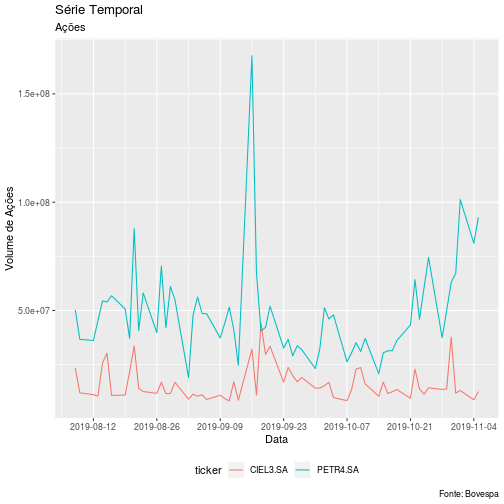 Série Temporal
Ações
Volume de Ações
1.5e+08
1.0e+08
5.0e+07
2019-08-12 2019-08-26 2019-09-09 2019-09-23 2019-10-07 2019-10-21 2019-11-04
Data
ticker CIEL3.SA PETR4.SA
Fonte: Bovespa